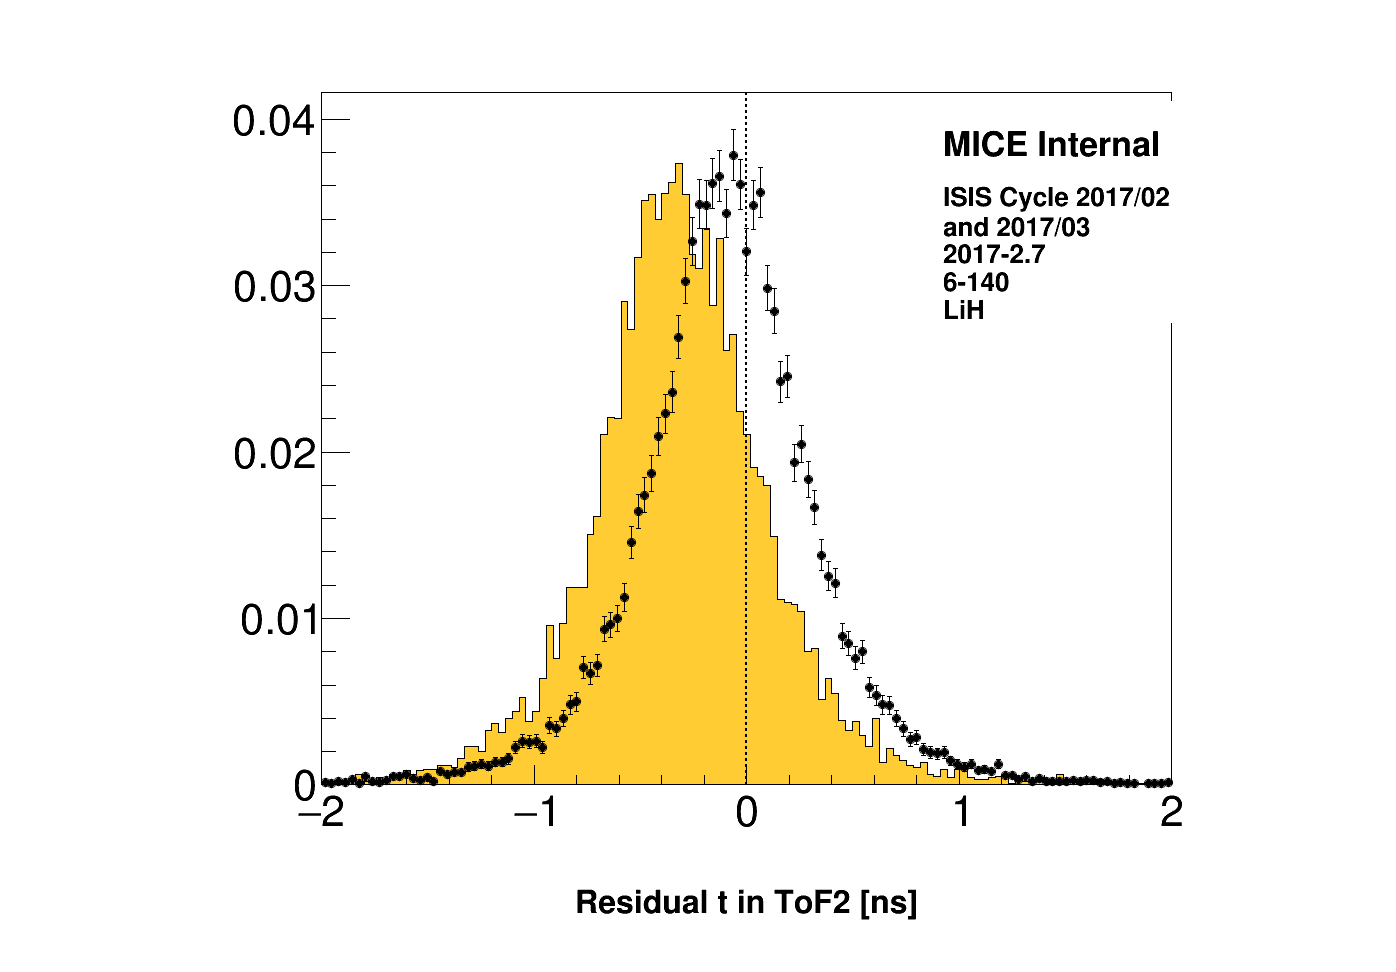 0.04
0.03
0.02
0.01
0
−2
−1
0
1
2
MICE Internal
ISIS Cycle 2017/02
and 2017/03
2017-2.7
6-140
LiH
Residual t in ToF2 [ns]